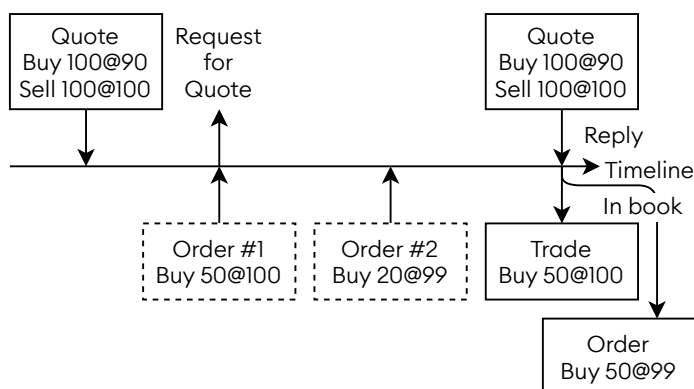 Quote
Buy 100@90
Sell 100@100
Request
for
Quote
Quote
Buy 100@90
Sell 100@100
Reply
Timeline
In book
Order #1
Buy 50@100
Order #2
Buy 20@99
Trade
Buy 50@100
Order
Buy 50@99